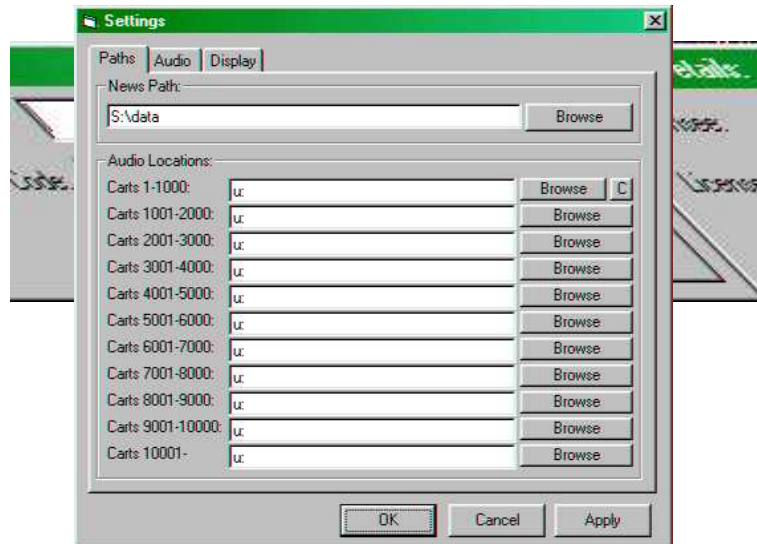 Settings
Paths Audio Display
News Path:
S:\data Browse
Audio Locations:
Carts 1-1000: u: Browse C
Carts 1001-2000: u: Browse
Carts 2001-3000: u: Browse
Carts 3001-4000: u: Browse
Carts 4001-5000: u: Browse
Carts 5001-6000: u: Browse
Carts 6001-7000: u: Browse
Carts 7001-8000: u: Browse
Carts 8001-9000: u: Browse
Carts 9001-10000: u: Browse
Carts 10001- u: Browse
OK Cancel Apply